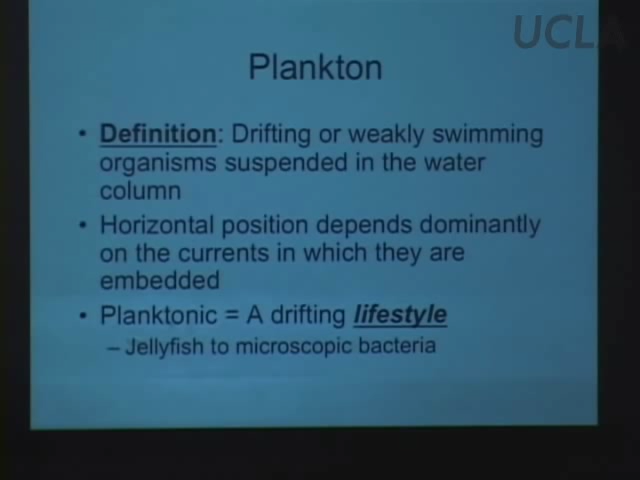 UCLA
Plankton
• Definition: Drifting or weakly swimming
organisms suspended in the water
column
• Horizontal position depends dominantly
on the currents in which they are
embedded
• Planktonic = A drifting lifestyle
– Jellyfish to microscopic bacteria